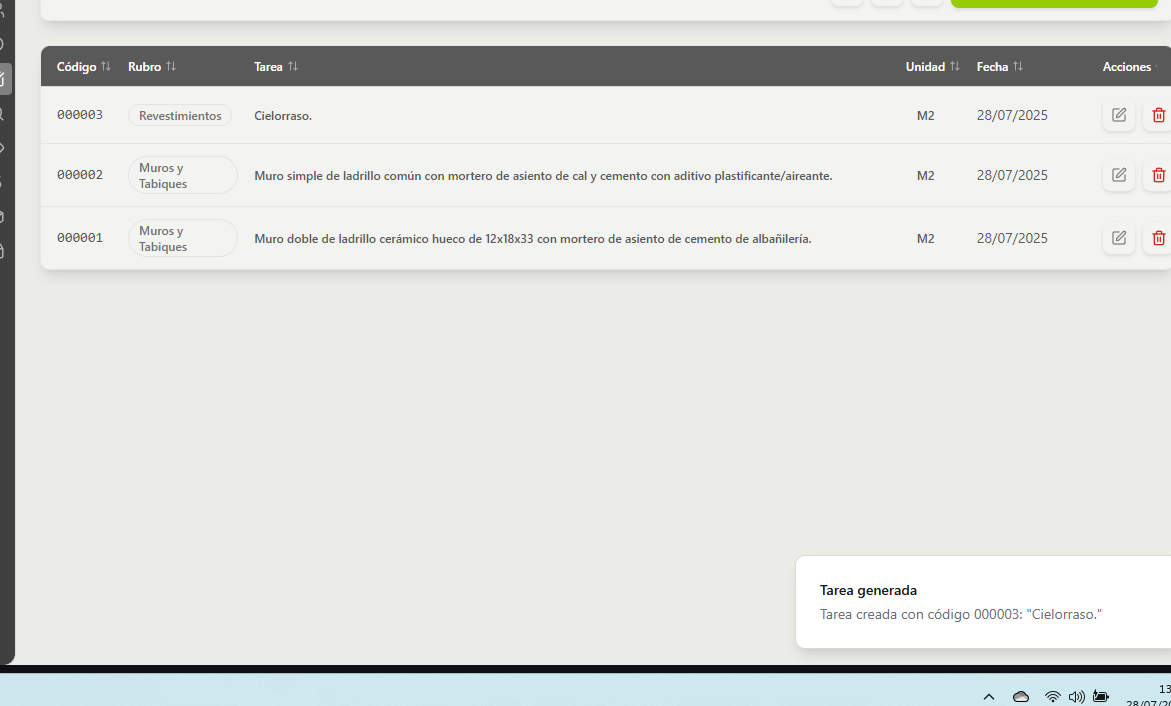 Código Rubro Tarea Unidad Fecha Acciones
000003 Revestimientos Cielorraso. M2 28/07/2025
000002 Muros y Tabiques Muro simple de ladrillo común con mortero de asiento de cal y cemento con aditivo plastificante/aireante. M2 28/07/2025
000001 Muros y Tabiques Muro doble de ladrillo cerámico hueco de 12x18x33 con mortero de asiento de cemento de albañilería. M2 28/07/2025
Tarea generada
Tarea creada con código 000003: "Cielorraso."
13
28/07/20